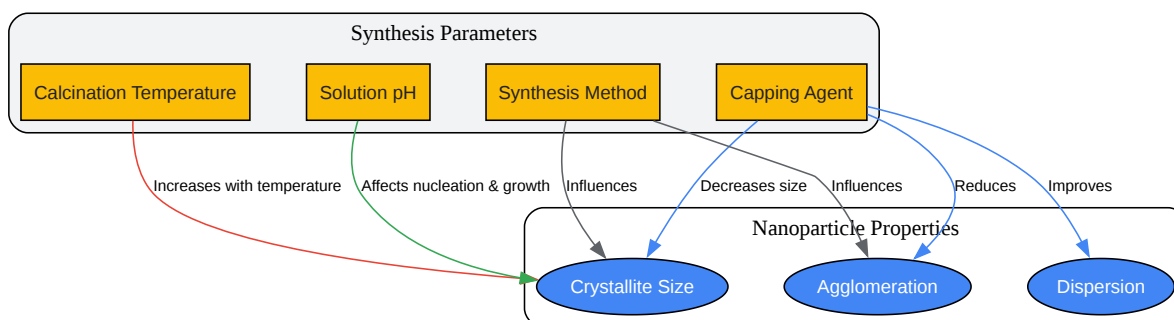 Synthesis Parameters
Calcination Temperature
Solution pH
Synthesis Method
Capping Agent
Increases with temperature
Affects nucleation & growth
Influences
Decreases size
Influences
Reduces
Improves
Nanoparticle Properties
Crystallite Size
Agglomeration
Dispersion